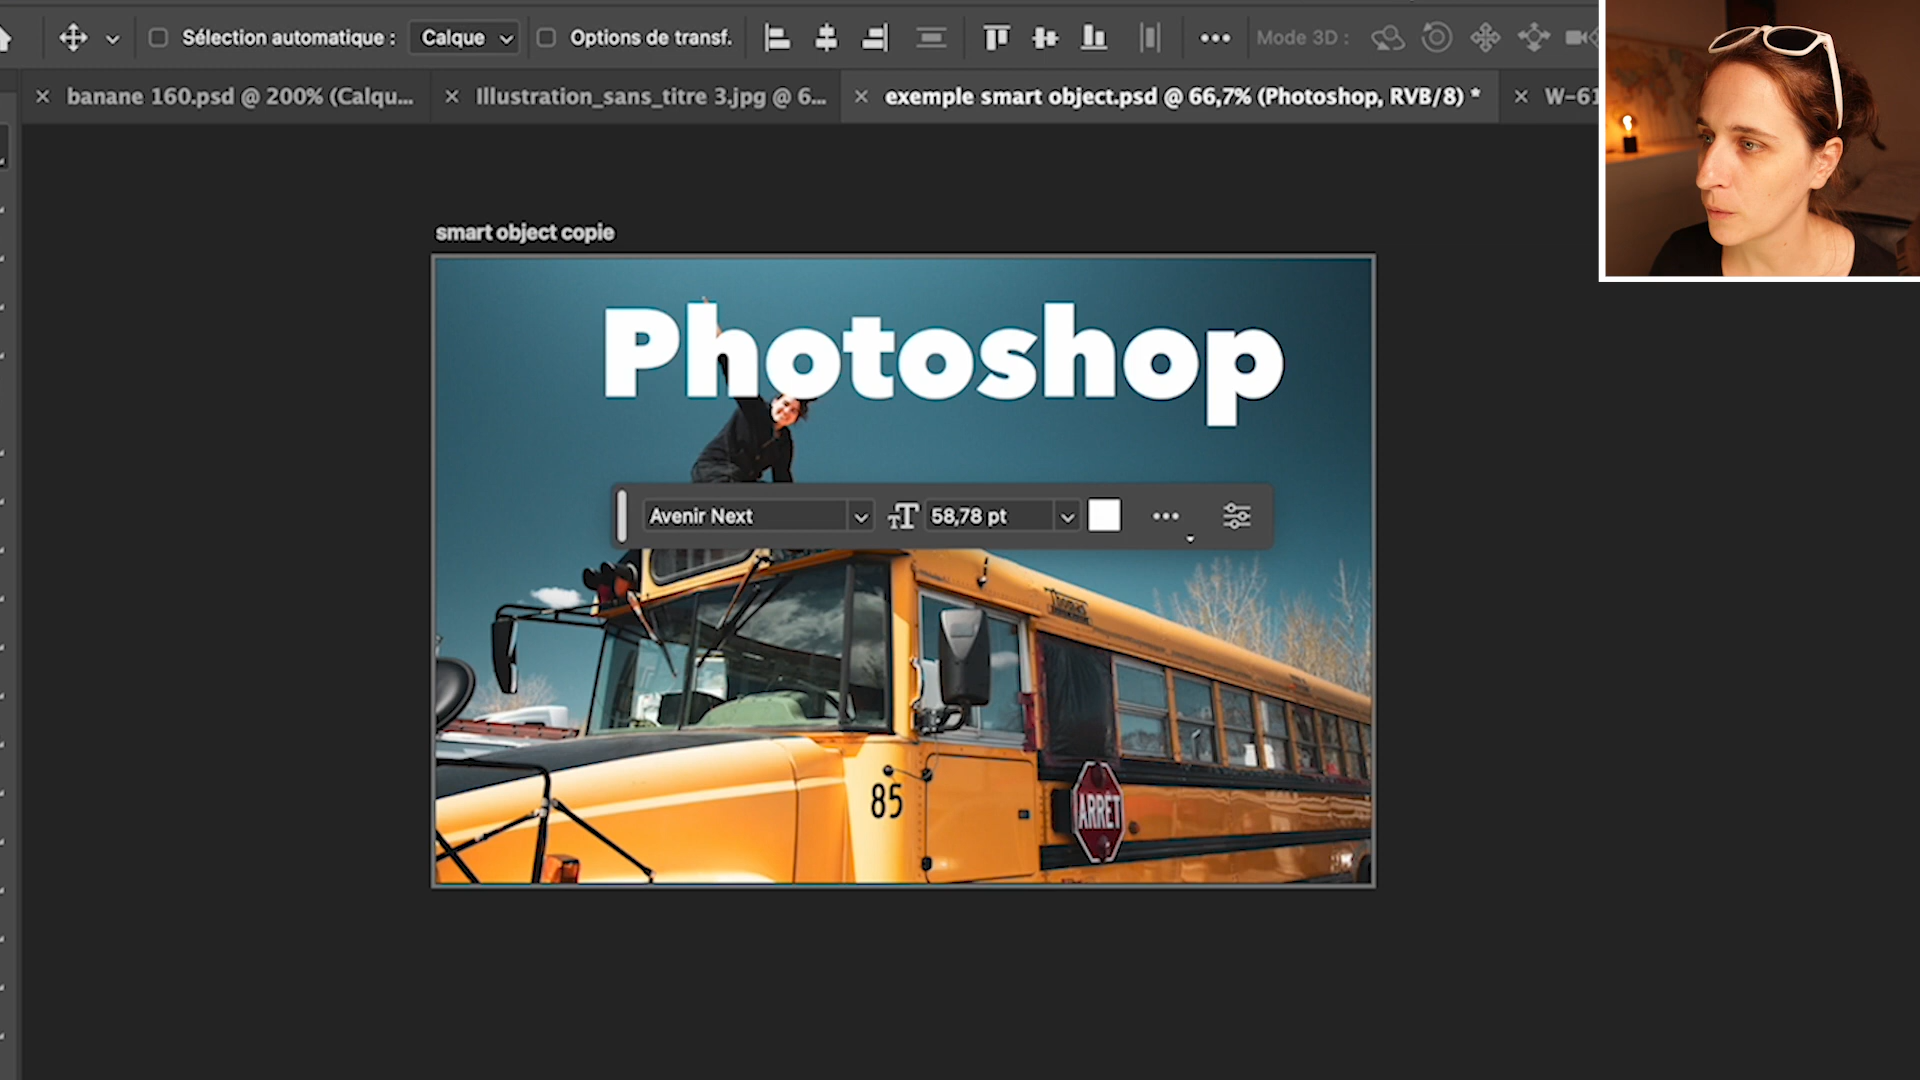 Sélection automatique : Calque Options de transf. Mode 3D :
banane 160.psd @ 200% (Calqu... Illustration_sans_titre 3.jpg @ 6... exemple smart object.psd @ 66,7% (Photoshop, RVB/8) * W-61
smart object copie
Photoshop
Avenir Next 58,78 pt
85
ARRÊT